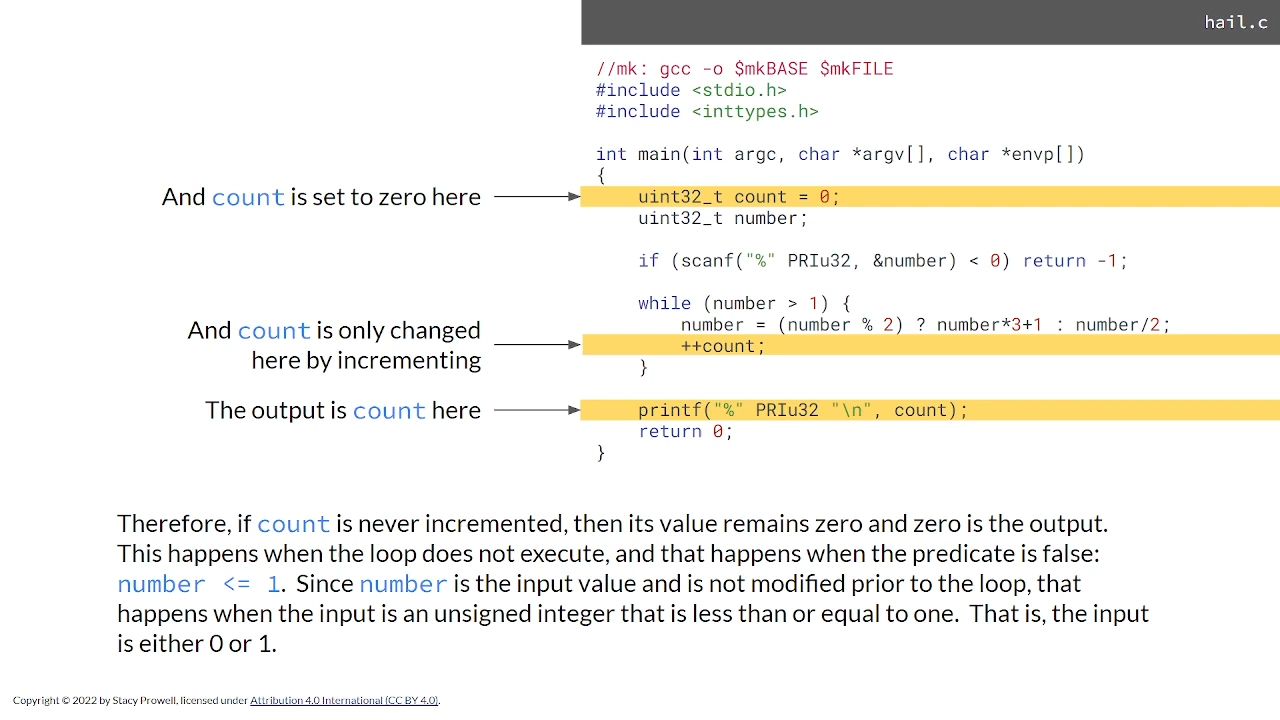 hail.c
//mk: gcc -o $mkBASE $mkFILE
#include <stdio.h>
#include <inttypes.h>
int main(int argc, char *argv[], char *envp[])
{
And count is set to zero here
uint32_t count = 0;
uint32_t number;
if (scanf("%" PRIu32, &number) < 0) return -1;
while (number > 1) {
number = (number % 2) ? number*3+1 : number/2;
And count is only changed
here by incrementing
++count;
}
The output is count here
printf("%" PRIu32 "\n", count);
return 0;
}
Therefore, if count is never incremented, then its value remains zero and zero is the output.
This happens when the loop does not execute, and that happens when the predicate is false:
number <= 1. Since number is the input value and is not modified prior to the loop, that
happens when the input is an unsigned integer that is less than or equal to one. That is, the input
is either 0 or 1.
Copyright © 2022 by Stacy Prowell, licensed under Attribution 4.0 International (CC BY 4.0).